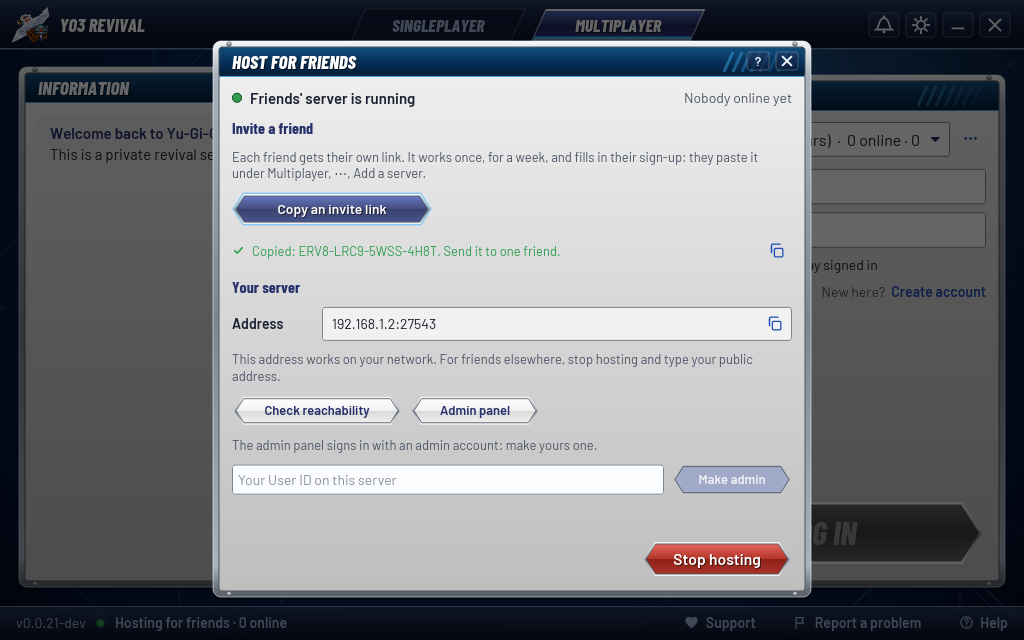 YO3 REVIVAL
SINGLEPLAYER
MULTIPLAYER
HOST FOR FRIENDS
?
INFORMATION
Friends' server is running
Nobody online yet
Welcome back to Yu-Gi-
This is a private revival se
Invite a friend
Each friend gets their own link. It works once, for a week, and fills in their sign-up: they paste it
under Multiplayer, ···, Add a server.
rs) · 0 online · 0
···
Copy an invite link
Copied: ERV8-LRC9-5WSS-4H8T. Send it to one friend.
ay signed in
Your server
New here? Create account
Address
192.168.1.2:27543
This address works on your network. For friends elsewhere, stop hosting and type your public
address.
Check reachability
Admin panel
The admin panel signs in with an admin account: make yours one.
Your User ID on this server
Make admin
G IN
Stop hosting
v0.0.21-dev
Hosting for friends · 0 online
Support
Report a problem
Help